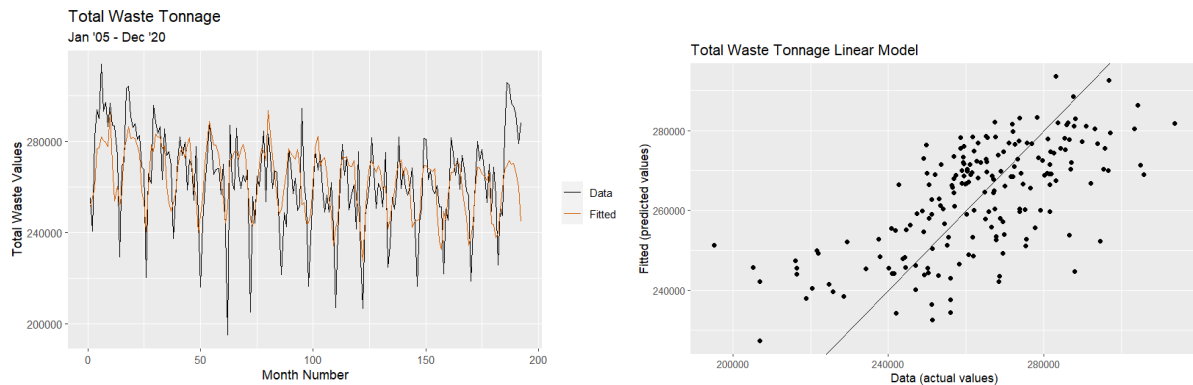 Total Waste Tonnage
Jan '05 - Dec '20
Total Waste Values
280000
240000
200000
0
50
100
150
200
Month Number
Data
Fitted
Total Waste Tonnage Linear Model
Fitted (predicted values)
280000
260000
240000
200000
240000
280000
Data (actual values)